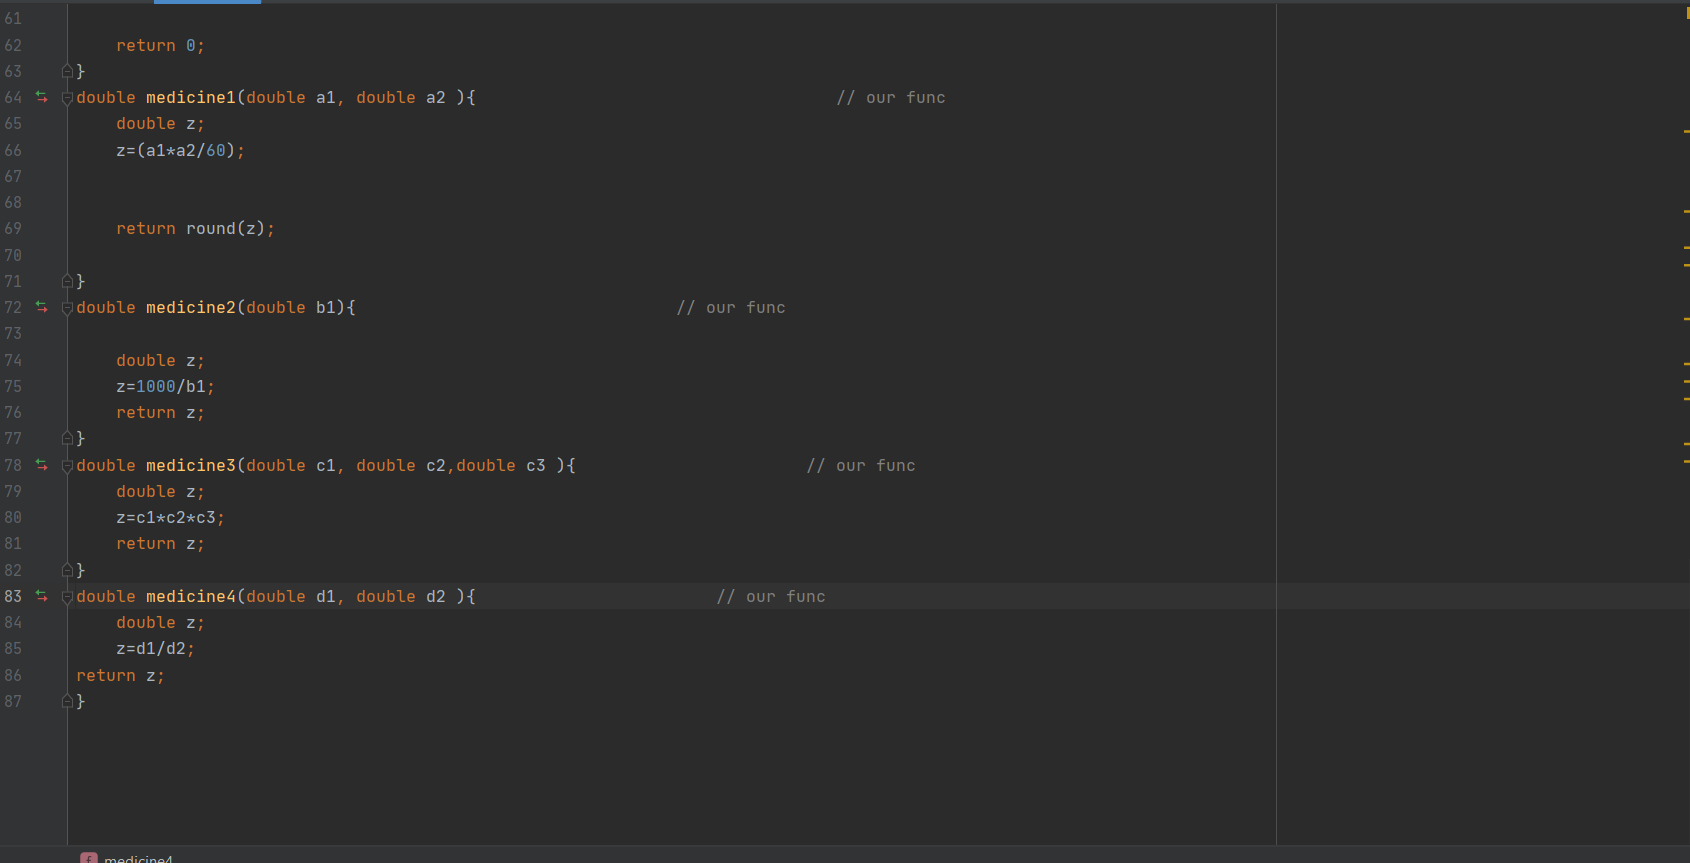 61
62 return 0;
63 }
64 double medicine1(double a1, double a2 ){ // our func
65 double z;
66 z=(a1*a2/60);
67
68
69 return round(z);
70
71 }
72 double medicine2(double b1){ // our func
73
74 double z;
75 z=1000/b1;
76 return z;
77 }
78 double medicine3(double c1, double c2,double c3 ){ // our func
79 double z;
80 z=c1*c2*c3;
81 return z;
82 }
83 double medicine4(double d1, double d2 ){ // our func
84 double z;
85 z=d1/d2;
86 return z;
87 }
f medicine4